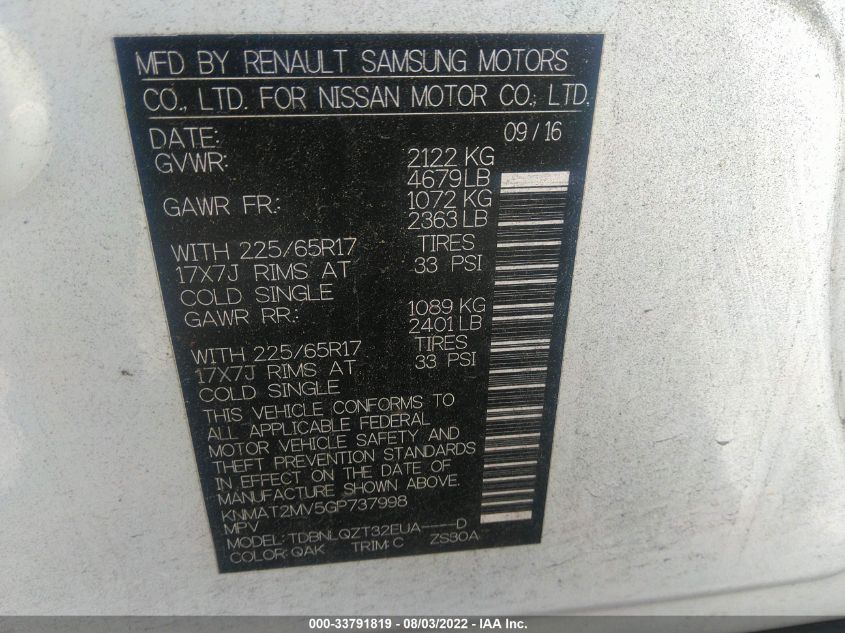 MFD BY RENAULT SAMSUNG MOTORS
CO., LTD. FOR NISSAN MOTOR CO., LTD.
DATE: 09/16
GVWR: 2122 KG
4679LB
GAWR FR: 1072 KG
2363 LB
WITH 225/65R17 TIRES
17X7J RIMS AT 33 PSI
COLD SINGLE
GAWR RR: 1089 KG
2401LB
WITH 225/65R17 TIRES
17X7J RIMS AT 33 PSI
COLD SINGLE
THIS VEHICLE CONFORMS TO
ALL APPLICABLE FEDERAL
MOTOR VEHICLE SAFETY AND
THEFT PREVENTION STANDARDS
IN EFFECT ON THE DATE OF
MANUFACTURE SHOWN ABOVE.
KNMAT2MV5GP737998
MPV
MODEL: TDBNLQZT32EUA----D
COLOR: QAK TRIM: C ZS30A
000-33791819 - 08/03/2022 - IAA Inc.